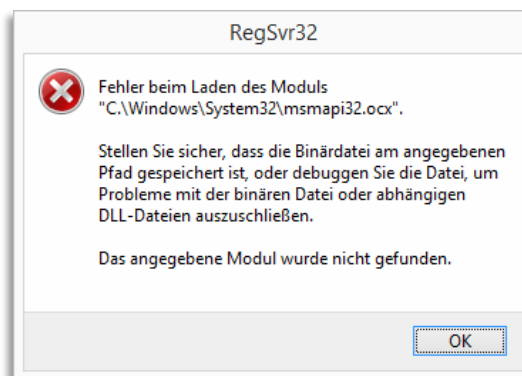 RegSvr32
Fehler beim Laden des Moduls
"C:\Windows\System32\msmapi32.ocx".
Stellen Sie sicher, dass die Binärdatei am angegebenen
Pfad gespeichert ist, oder debuggen Sie die Datei, um
Probleme mit der binären Datei oder abhängigen
DLL-Dateien auszuschließen.
Das angegebene Modul wurde nicht gefunden.
OK